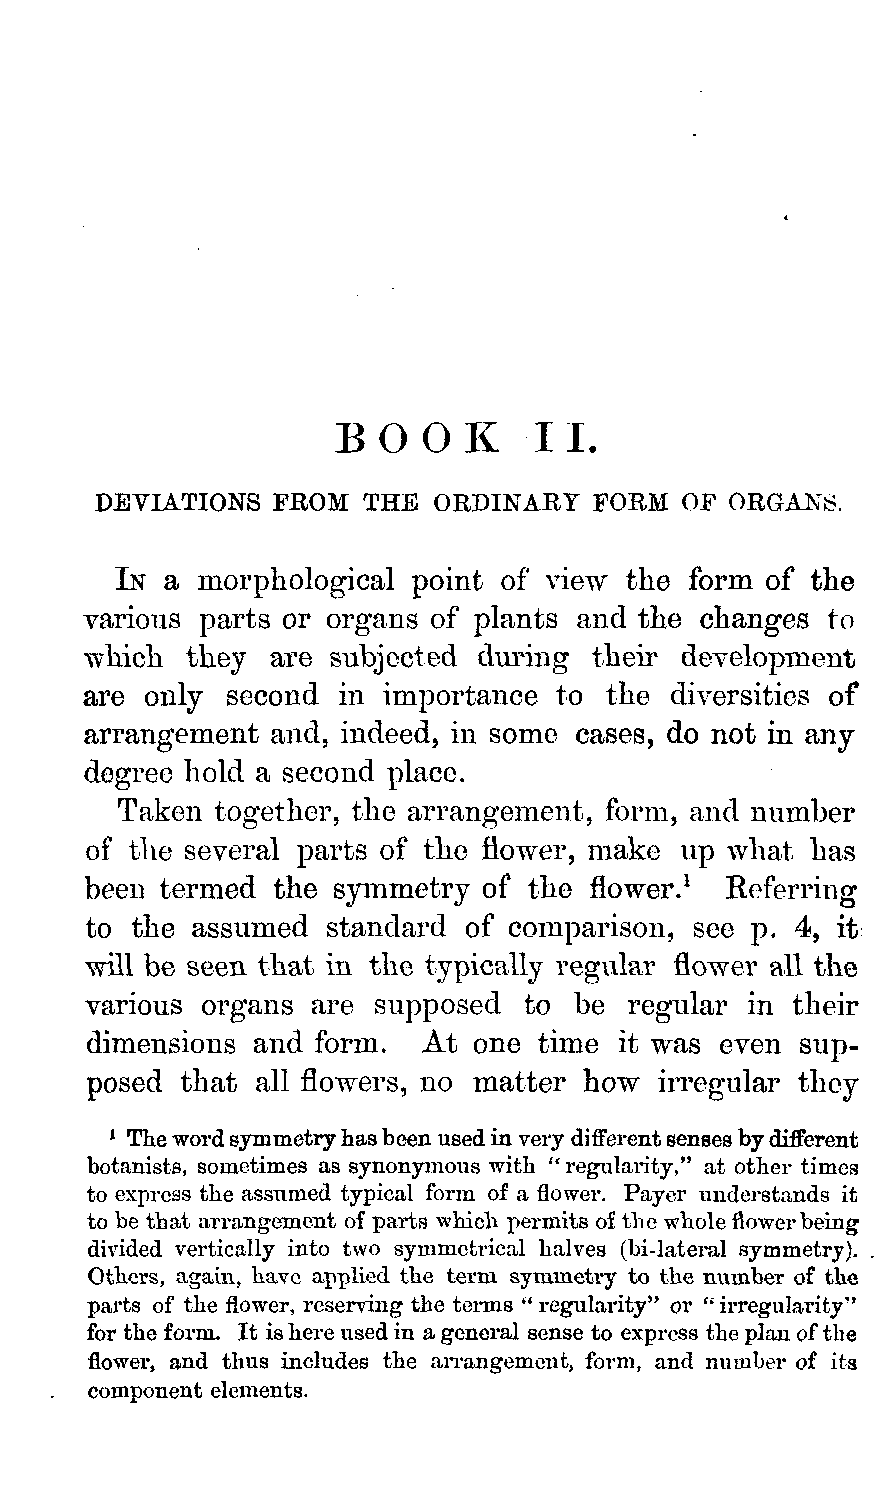 BOOK II.
DEVIATIONS FROM THE ORDINARY FORM OF ORGANS.
In a morphological point of view the form of the
various parts or organs of plants and the changes to
which they are subjected during their development
are only second in importance to the diversities of
arrangement and, indeed, in some cases, do not in any
degree hold a second place.
Taken together, the arrangement, form, and number
of the several parts of the flower, make up what has
been termed the symmetry of the flower.¹ Referring
to the assumed standard of comparison, see p. 4, it
will be seen that in the typically regular flower all the
various organs are supposed to be regular in their
dimensions and form. At one time it was even sup-
posed that all flowers, no matter how irregular they
¹ The word symmetry has been used in very different senses by different
botanists, sometimes as synonymous with "regularity," at other times
to express the assumed typical form of a flower. Payer understands it
to be that arrangement of parts which permits of the whole flower being
divided vertically into two symmetrical halves (bi-lateral symmetry).
Others, again, have applied the term symmetry to the number of the
parts of the flower, reserving the terms "regularity" or "irregularity"
for the form. It is here used in a general sense to express the plan of the
flower, and thus includes the arrangement, form, and number of its
component elements.